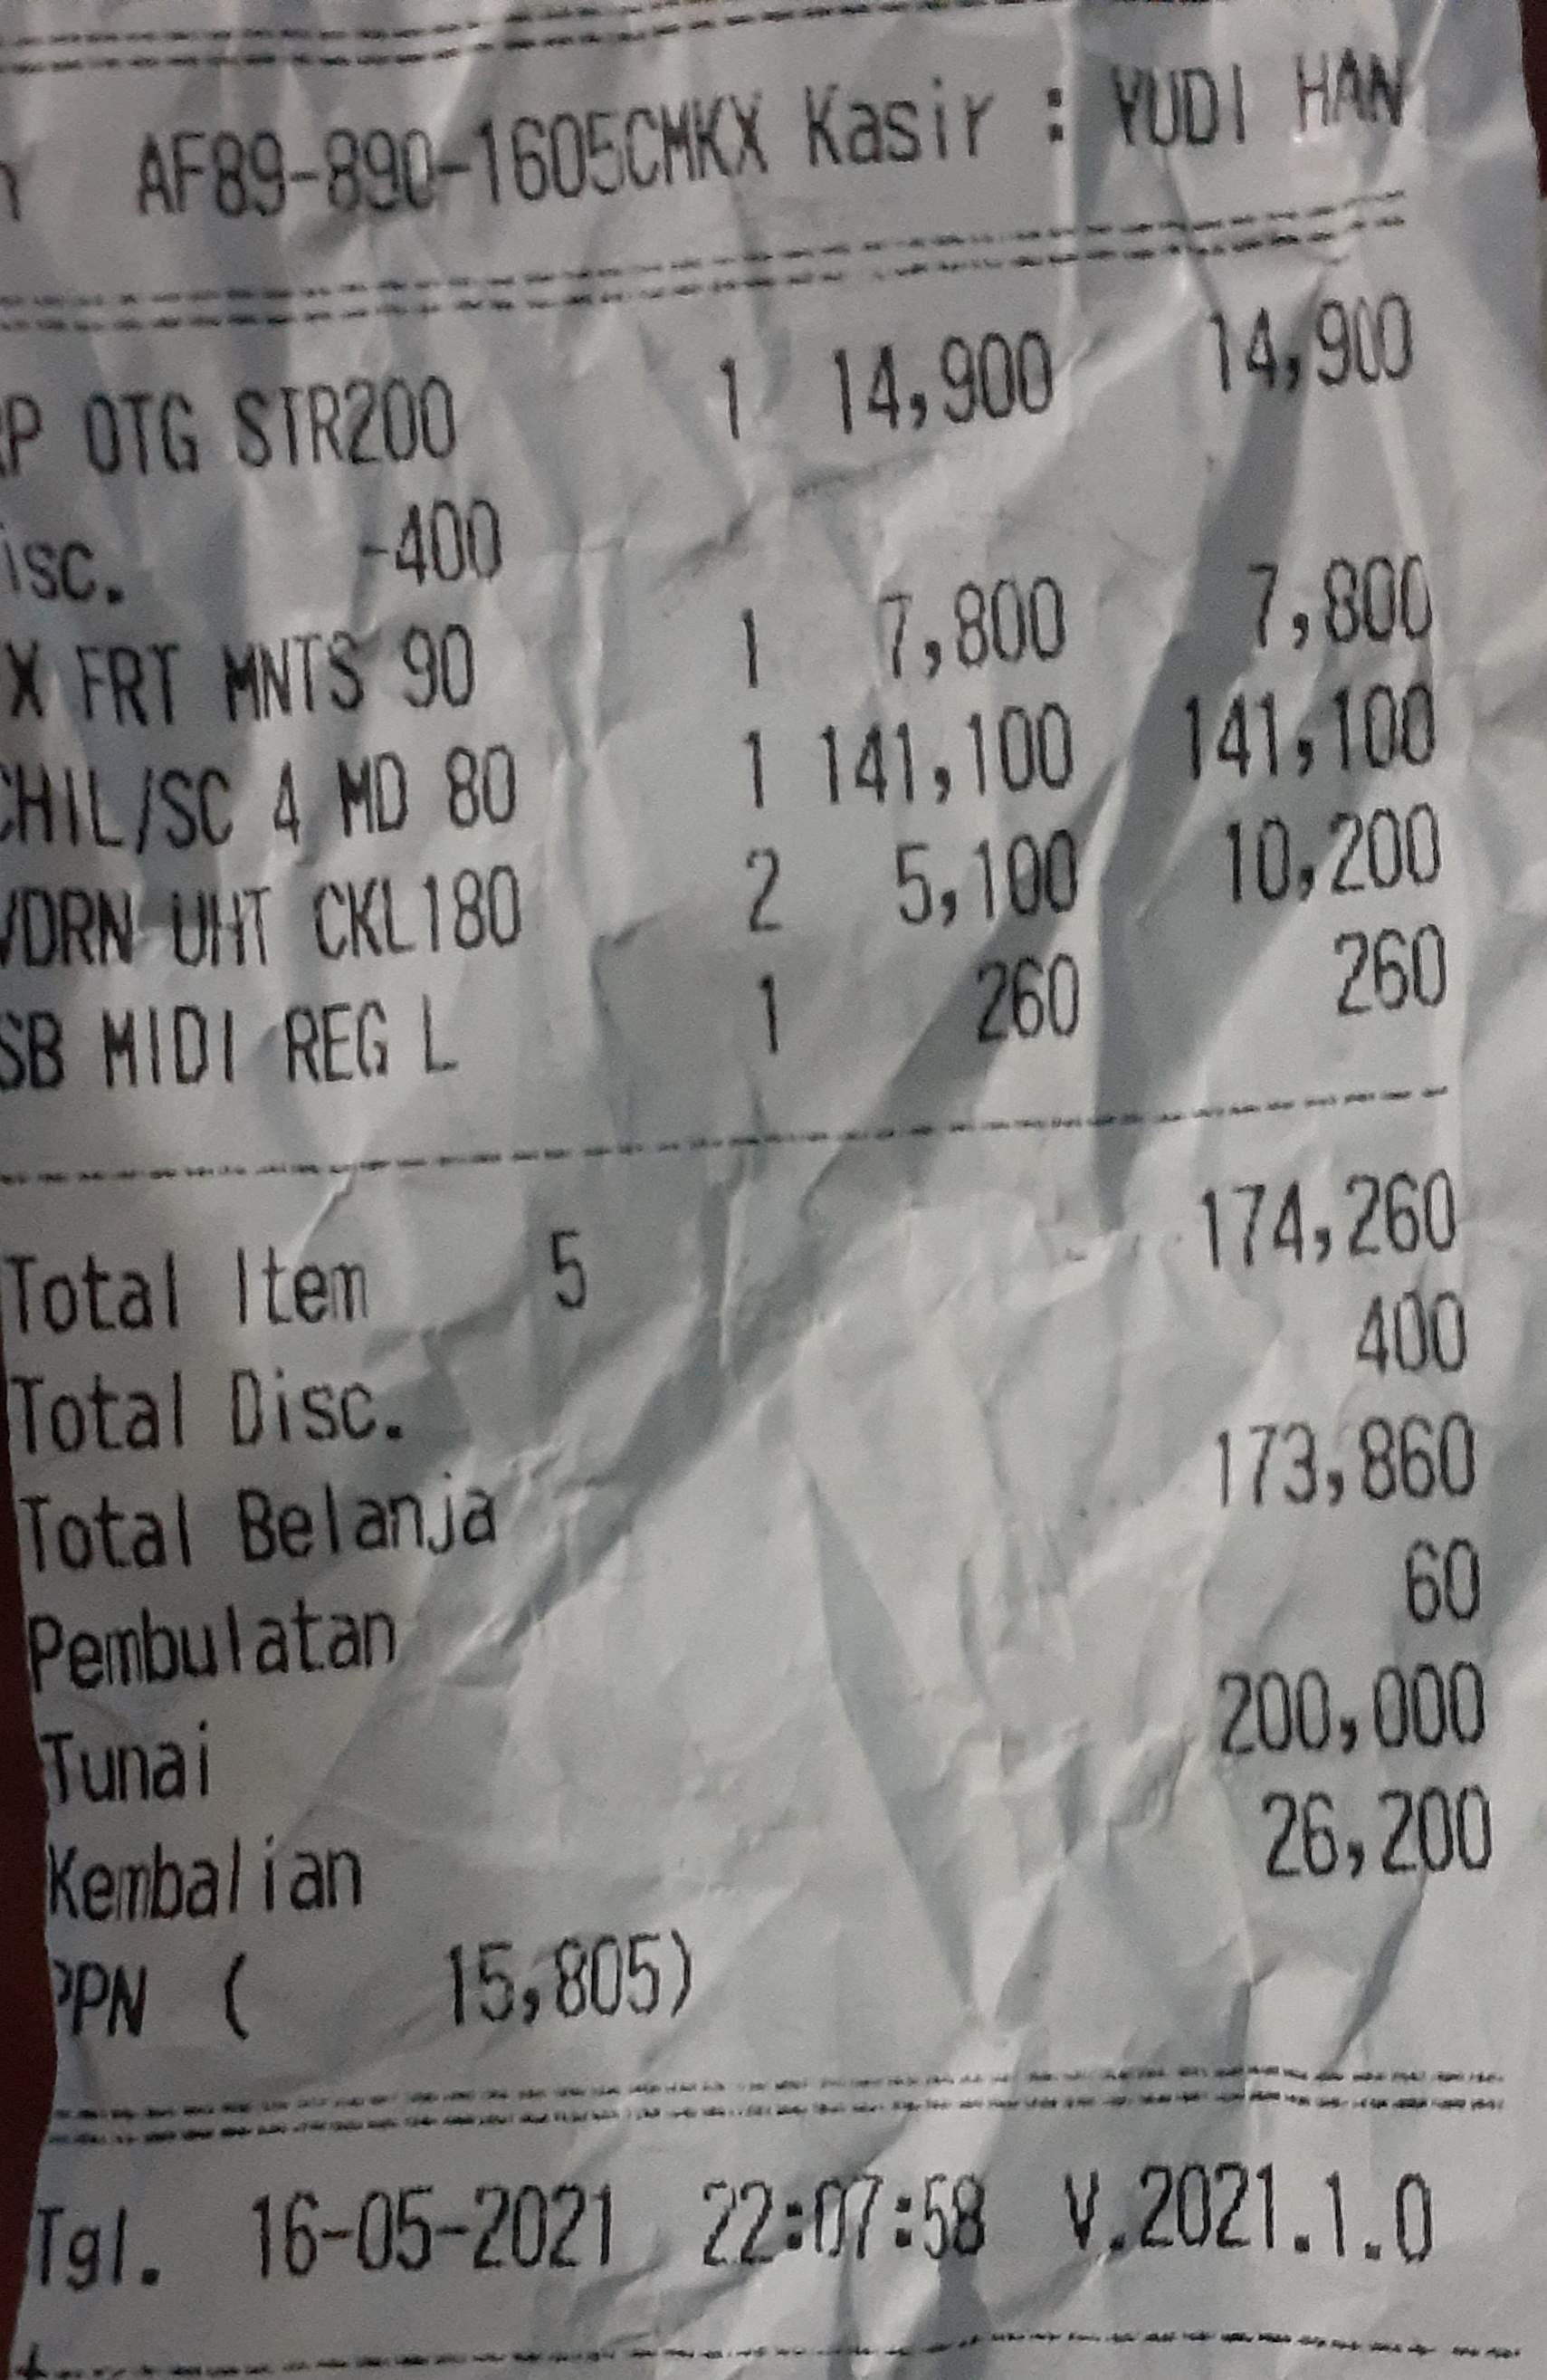 AF89-890-1605CMKX Kasir : YUDI HAN
P OTG STR200 1 14,900 14,900
isc. -400
X FRT MNTS 90 1 7,800 7,800
CHIL/SC 4 MD 80 1 141,100 141,100
VDRN UHT CKL180 2 5,100 10,200
SB MIDI REG L 1 260 260
Total Item 5 174,260
Total Disc. 400
Total Belanja 173,860
Pembulatan 60
Tunai 200,000
Kembalian 26,200
PPN ( 15,805)
Tgl. 16-05-2021 22:07:58 V.2021.1.0